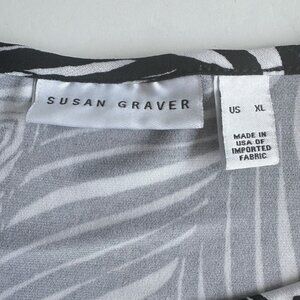 SUSAN GRAVER
US XL
MADE IN
USA OF
IMPORTED
FABRIC